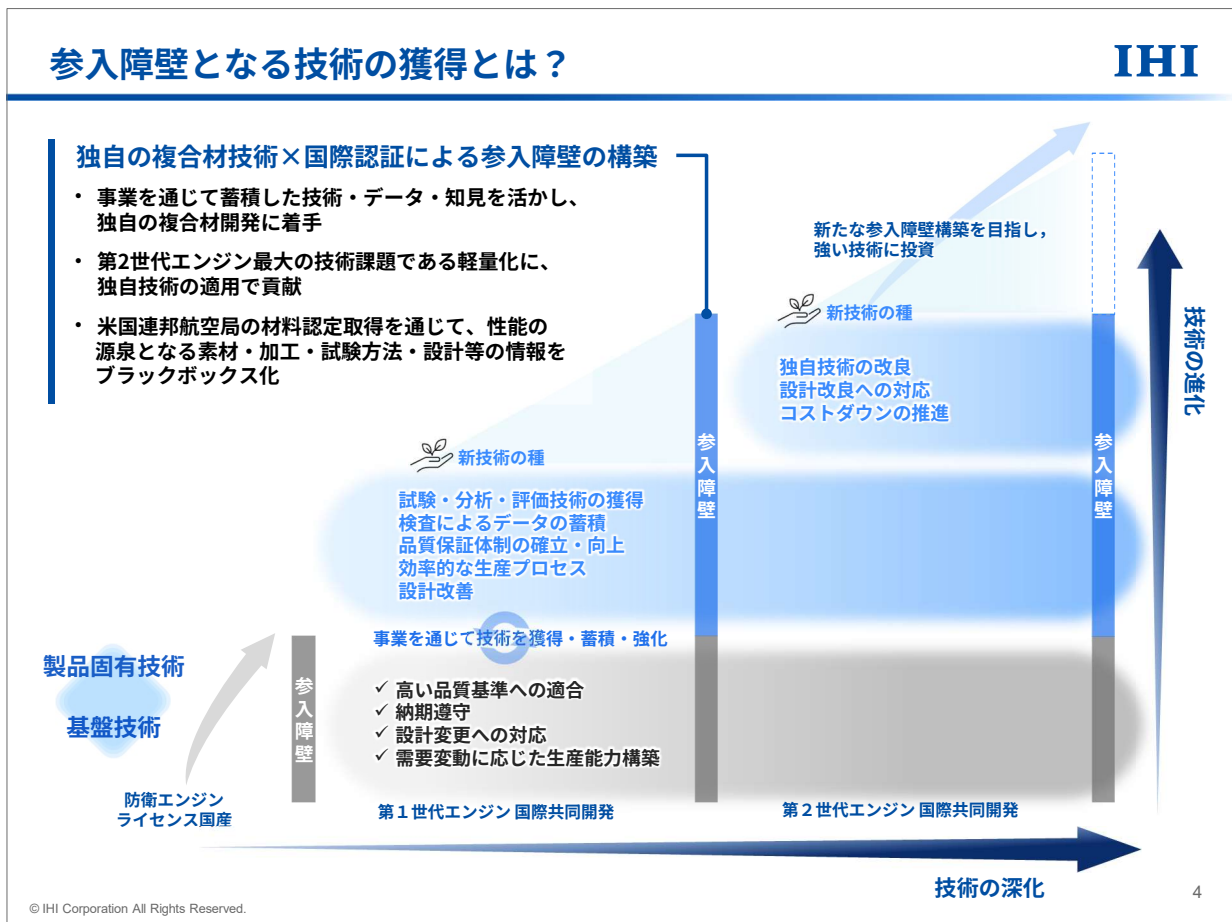 参入障壁となる技術の獲得とは？
IHI
独自の複合材技術×国際認証による参入障壁の構築
・ 事業を通じて蓄積した技術・データ・知見を活かし、
独自の複合材開発に着手
・ 第2世代エンジン最大の技術課題である軽量化に、
独自技術の適用で貢献
・ 米国連邦航空局の材料認定取得を通じて、性能の
源泉となる素材・加工・試験方法・設計等の情報を
ブラックボックス化
新たな参入障壁構築を目指し，
強い技術に投資
新技術の種
独自技術の改良
設計改良への対応
コストダウンの推進
技術の進化
参入障壁
参入障壁
新技術の種
試験・分析・評価技術の獲得
検査によるデータの蓄積
品質保証体制の確立・向上
効率的な生産プロセス
設計改善
事業を通じて技術を獲得・蓄積・強化
製品固有技術
基盤技術
参入障壁
✓ 高い品質基準への適合
✓ 納期遵守
✓ 設計変更への対応
✓ 需要変動に応じた生産能力構築
防衛エンジン
ライセンス国産
第１世代エンジン 国際共同開発
第２世代エンジン 国際共同開発
技術の深化
© IHI Corporation All Rights Reserved.
4